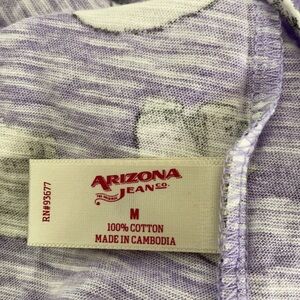 ARIZONA
JEAN CO.
M
100% COTTON
MADE IN CAMBODIA
RN#93677